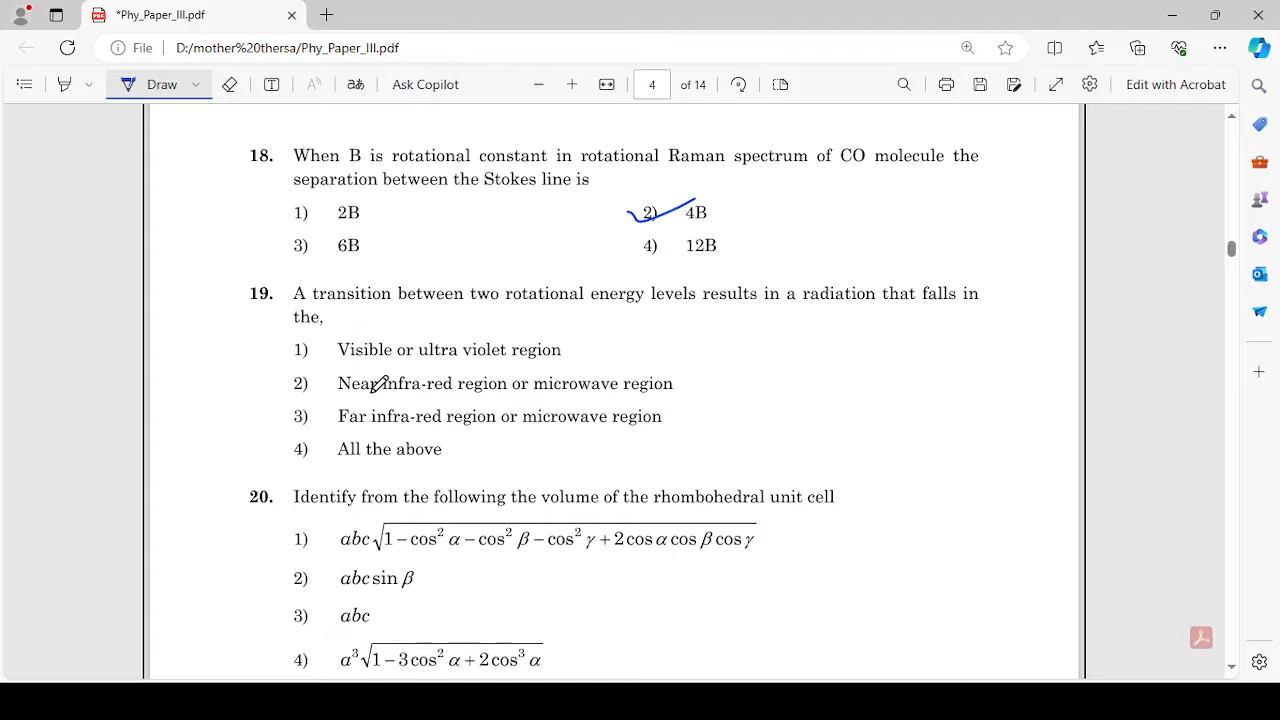 *Phy_Paper_III.pdf
File D:/mother%20thersa/Phy_Paper_III.pdf
Draw aあ Ask Copilot 4 of 14 Edit with Acrobat
18. When B is rotational constant in rotational Raman spectrum of CO molecule the
separation between the Stokes line is
1) 2B 2) 4B
3) 6B 4) 12B
19. A transition between two rotational energy levels results in a radiation that falls in
the,
1) Visible or ultra violet region
2) Near infra-red region or microwave region
3) Far infra-red region or microwave region
4) All the above
20. Identify from the following the volume of the rhombohedral unit cell
1) abc√1 − cos² α − cos² β − cos² γ + 2 cos α cos β cos γ
2) abc sin β
3) abc
4) a³√1 − 3 cos² α + 2 cos³ α